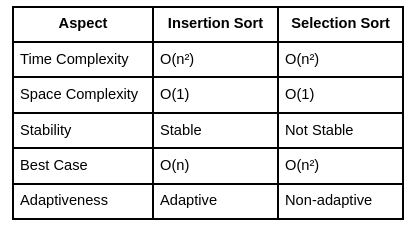 Aspect Insertion Sort Selection Sort
Time Complexity O(n²) O(n²)
Space Complexity O(1) O(1)
Stability Stable Not Stable
Best Case O(n) O(n²)
Adaptiveness Adaptive Non-adaptive